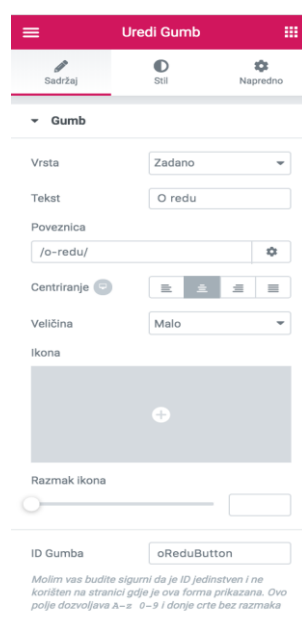 Uredi Gumb
Sadržaj Stil Napredno
Gumb
Vrsta Zadano
Tekst O redu
Poveznica
/o-redu/
Centriranje
Veličina Malo
Ikona
Razmak ikona
ID Gumba oReduButton
Molim vas budite sigurni da je ID jedinstven i ne
korišten na stranici gdje je ova forma prikazana. Ovo
polje dozvoljava A-z 0-9 i donje crte bez razmaka